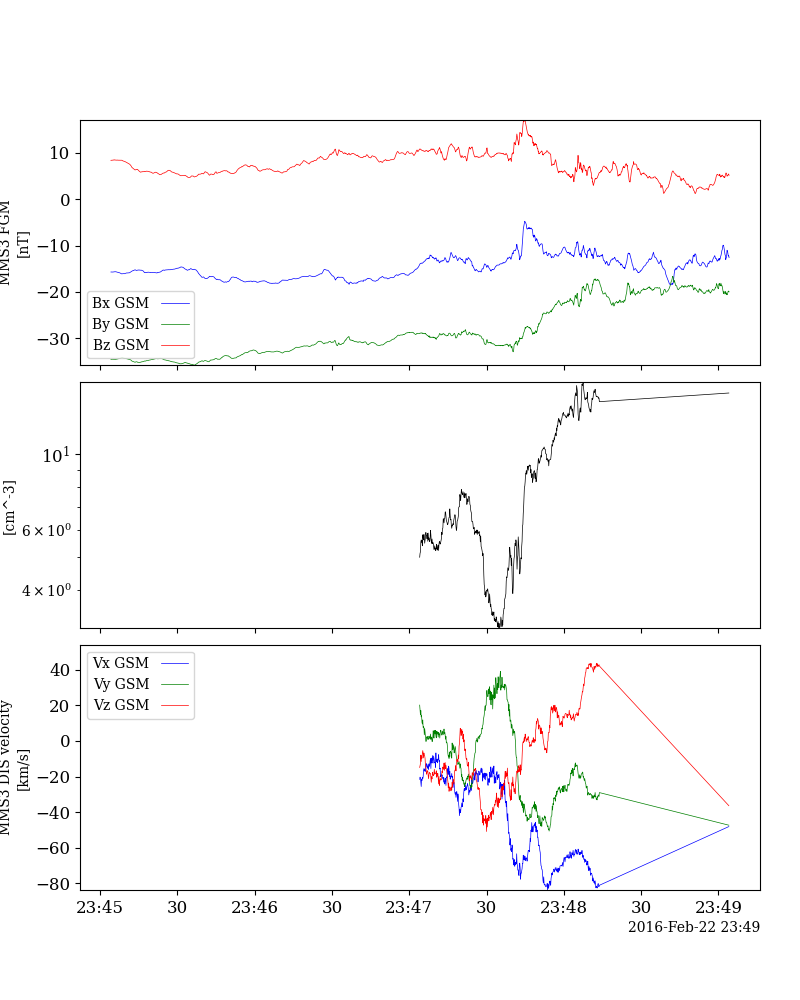 MMS3 FGM
[nT]
10
0
−10
−20
−30
Bx GSM
By GSM
Bz GSM
[cm^-3]
10^1
6 × 10^0
4 × 10^0
MMS3 DIS velocity
[km/s]
40
20
0
−20
−40
−60
−80
Vx GSM
Vy GSM
Vz GSM
23:45 30 23:46 30 23:47 30 23:48 30 23:49
2016-Feb-22 23:49